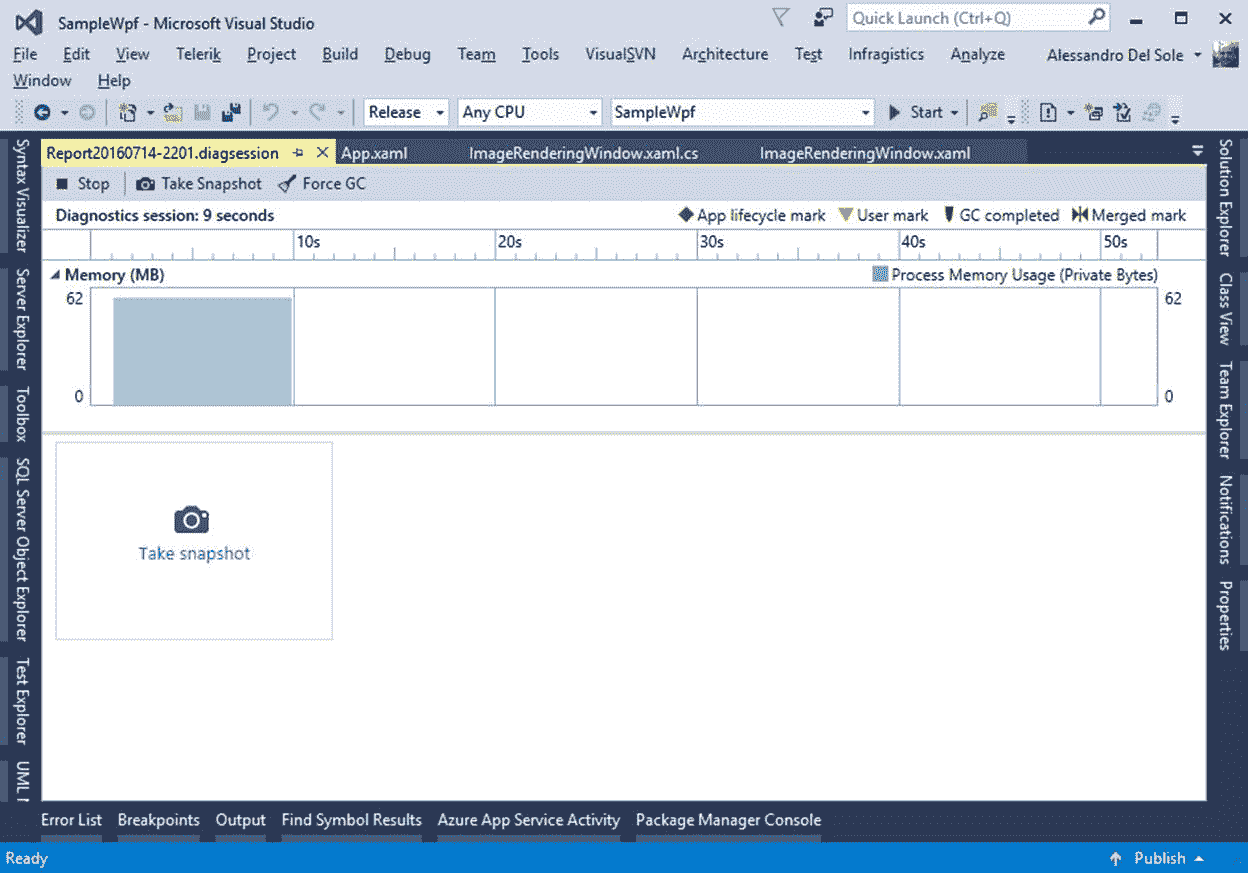 SampleWpf - Microsoft Visual Studio
Quick Launch (Ctrl+Q)
File Edit View Telerik Project Build Debug Team Tools VisualSVN Architecture Test Infragistics Analyze Alessandro Del Sole
Window Help
Release Any CPU SampleWpf Start
Report20160714-2201.diagsession App.xaml ImageRenderingWindow.xaml.cs ImageRenderingWindow.xaml
Stop Take Snapshot Force GC
Diagnostics session: 9 seconds App lifecycle mark User mark GC completed Merged mark
10s 20s 30s 40s 50s
Memory (MB) Process Memory Usage (Private Bytes)
62 62
0 0
Take snapshot
Syntax Visualizer
Server Explorer
Toolbox
SQL Server Object Explorer
Test Explorer
UML
Solution Explorer
Class View
Team Explorer
Notifications
Properties
Error List Breakpoints Output Find Symbol Results Azure App Service Activity Package Manager Console
Ready Publish